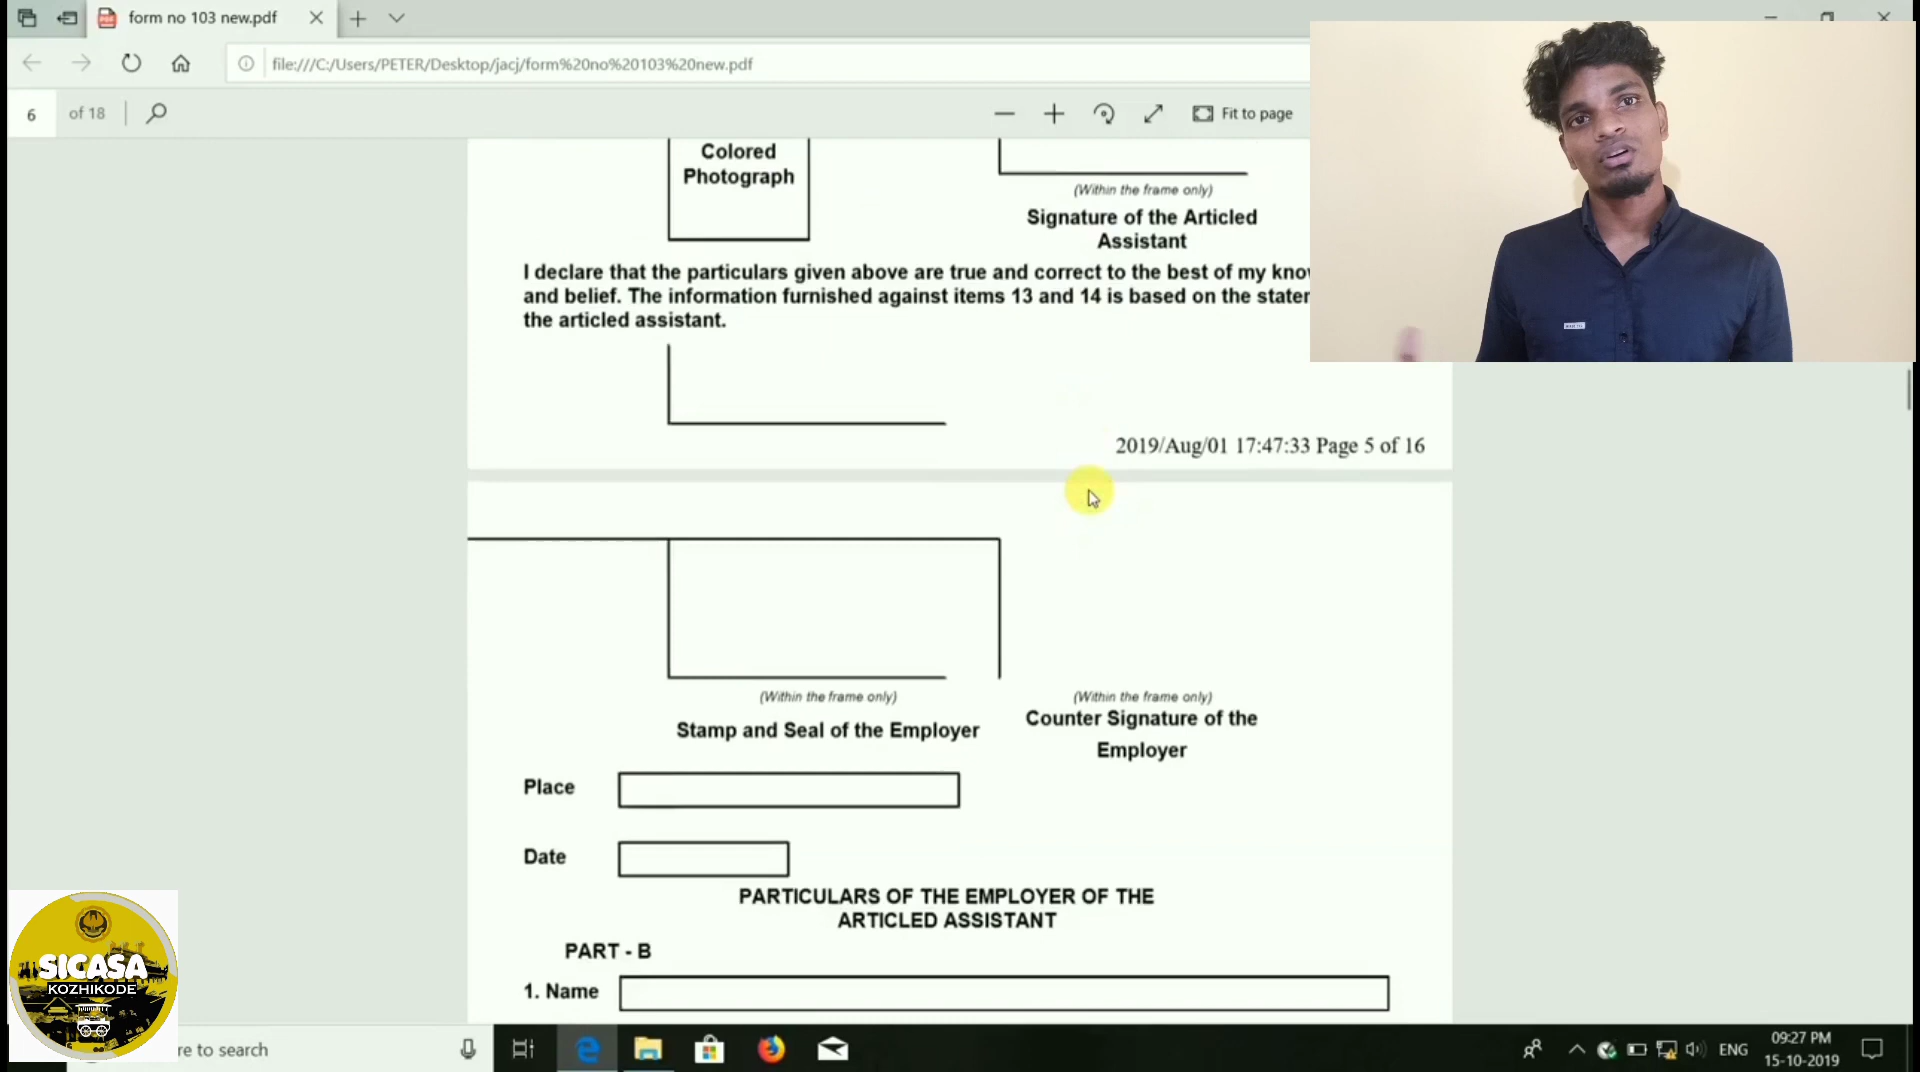 form no 103 new.pdf
file:///C:/Users/PETER/Desktop/jacj/form%20no%20103%20new.pdf
6 of 18
Fit to page
Colored
Photograph
(Within the frame only)
Signature of the Articled
Assistant
I declare that the particulars given above are true and correct to the best of my
and belief. The information furnished against items 13 and 14 is based on the
the articled assistant.
2019/Aug/01 17:47:33 Page 5 of 16
(Within the frame only)
Stamp and Seal of the Employer
(Within the frame only)
Counter Signature of the
Employer
Place
Date
PARTICULARS OF THE EMPLOYER OF THE
ARTICLED ASSISTANT
PART - B
1. Name
SICASA
KOZHIKODE
re to search
ENG
09:27 PM
15-10-2019